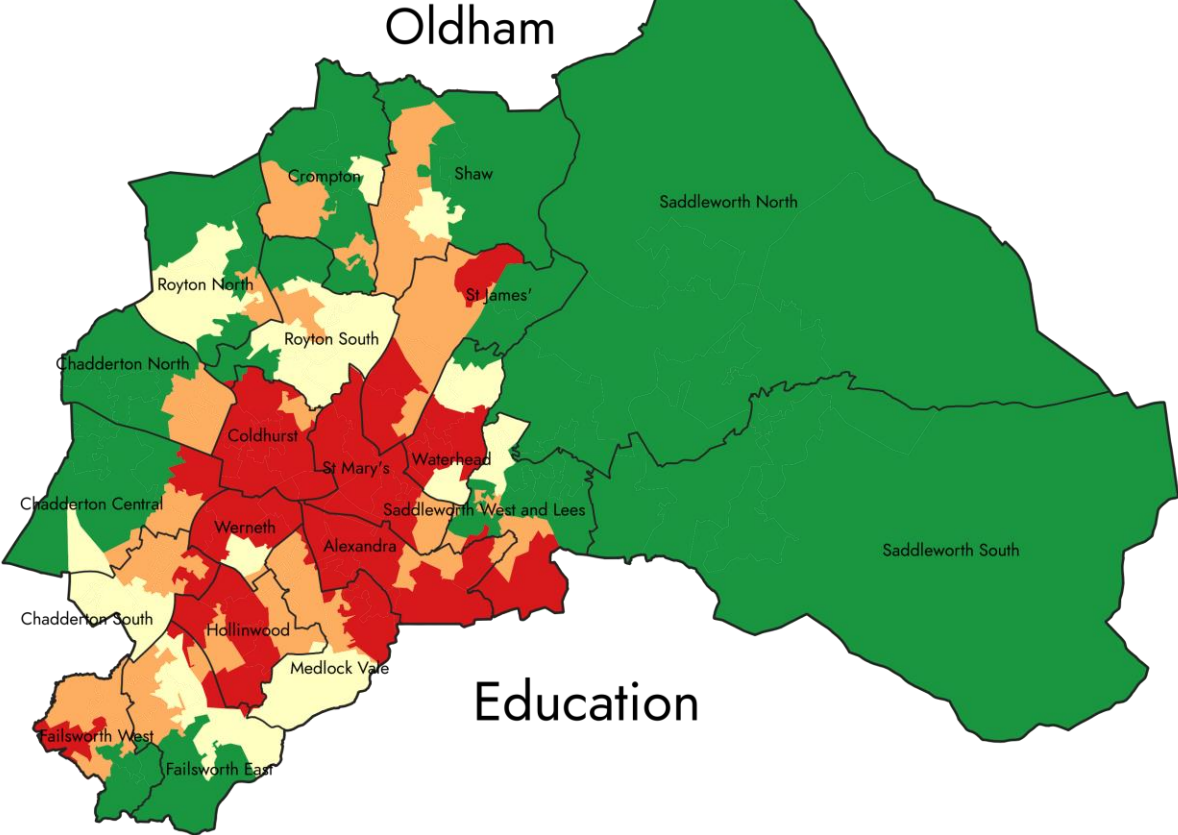 Oldham
Crompton
Shaw
Saddleworth North
Royton North
St James'
Royton South
Chadderton North
Coldhurst
St Mary's
Waterhead
Chadderton Central
Saddleworth West and Lees
Werneth
Alexandra
Saddleworth South
Chadderton South
Hollinwood
Medlock Vale
Education
Failsworth West
Failsworth East